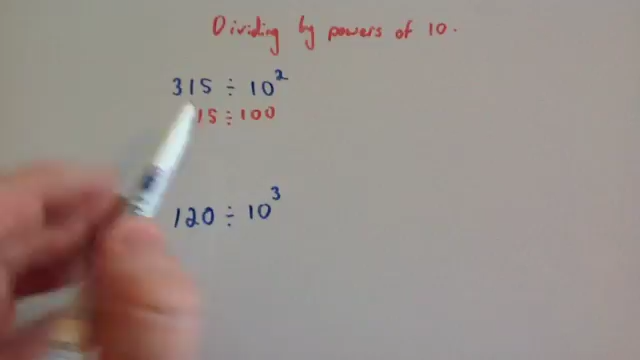 Dividing by powers of 10.
315 ÷ 10²
15 ÷ 100
120 ÷ 10³